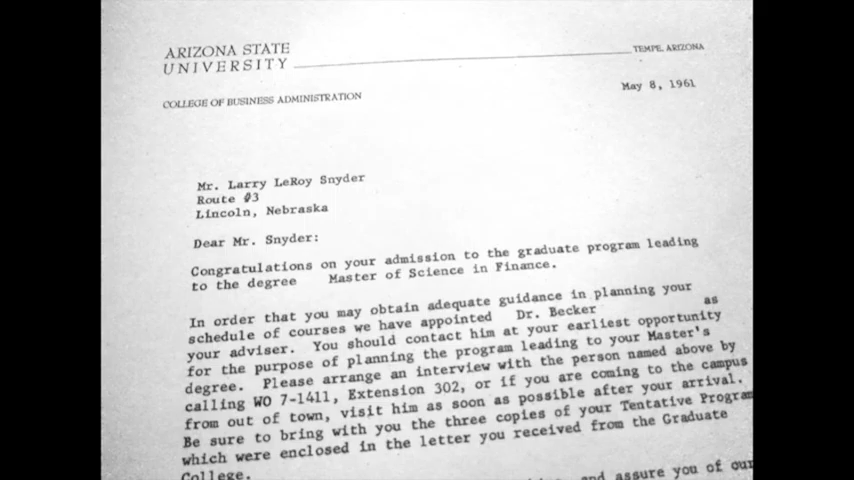 ARIZONA STATE
UNIVERSITY
TEMPE, ARIZONA
COLLEGE OF BUSINESS ADMINISTRATION
May 8, 1961
Mr. Larry LeRoy Snyder
Route #3
Lincoln, Nebraska
Dear Mr. Snyder:
Congratulations on your admission to the graduate program leading
to the degree Master of Science in Finance.
In order that you may obtain adequate guidance in planning your
schedule of courses we have appointed Dr. Becker as
your adviser. You should contact him at your earliest opportunity
for the purpose of planning the program leading to your Master's
degree. Please arrange an interview with the person named above by
calling WO 7-1411, Extension 302, or if you are coming to the campus
from out of town, visit him as soon as possible after your arrival.
Be sure to bring with you the three copies of your Tentative Program
which were enclosed in the letter you received from the Graduate
College.
and assure you of our